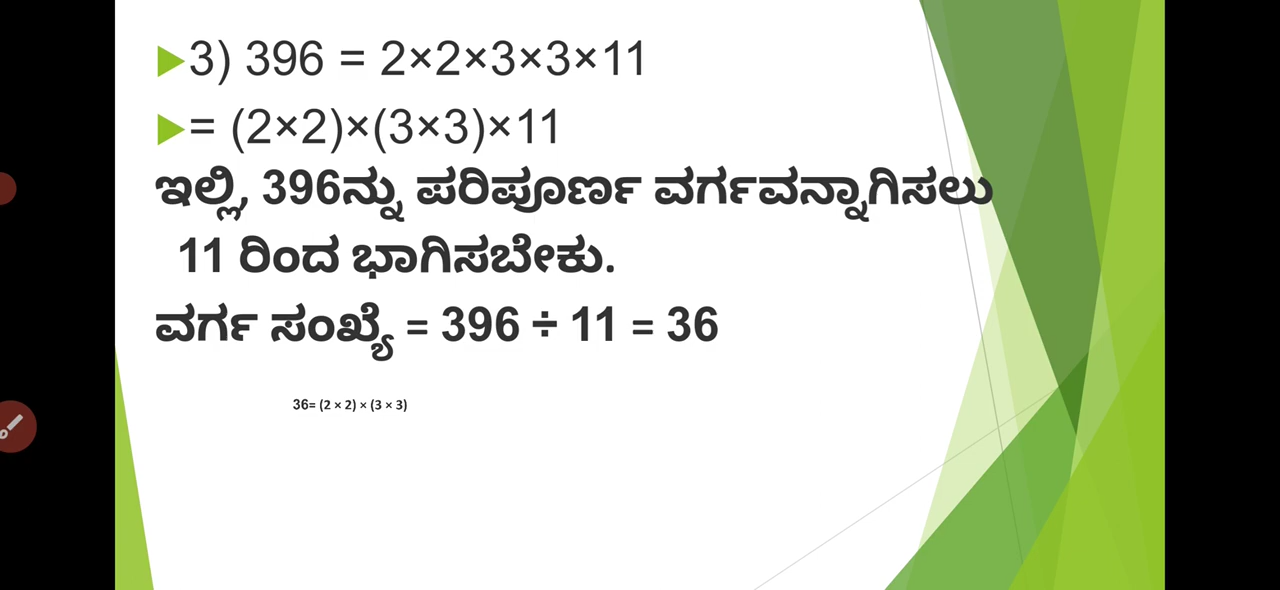 3) 396 = 2×2×3×3×11
= (2×2)×(3×3)×11
ಇಲ್ಲಿ, 396ನ್ನು ಪರಿಪೂರ್ಣ ವರ್ಗವನ್ನಾಗಿಸಲು
11 ರಿಂದ ಭಾಗಿಸಬೇಕು.
ವರ್ಗ ಸಂಖ್ಯೆ = 396 ÷ 11 = 36
36= (2 × 2) × (3 × 3)